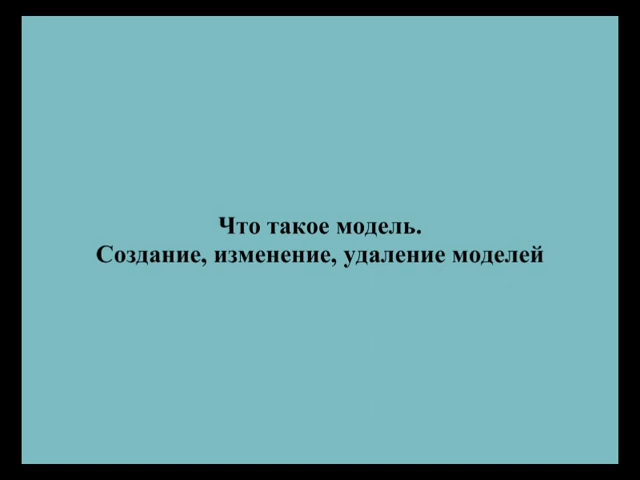 Что такое модель.
Создание, изменение, удаление моделей